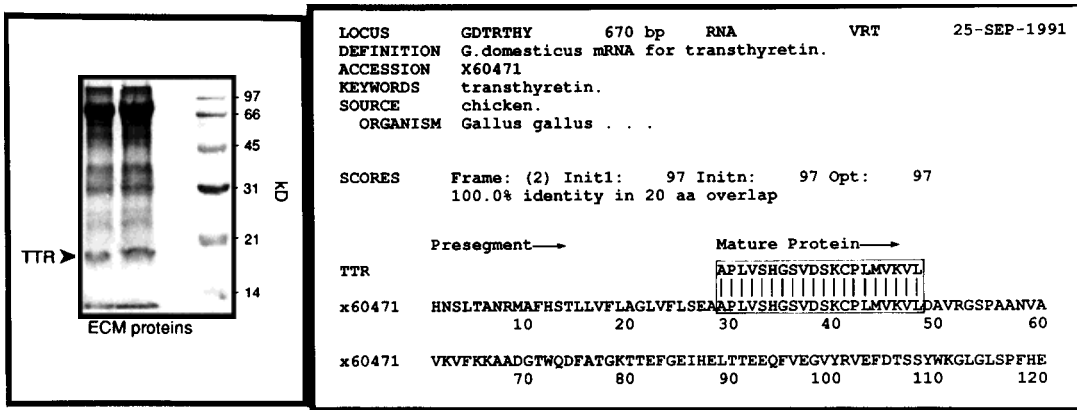 97
66
45
31
KD
21
TTR
14
ECM proteins
LOCUS GDTRTHY 670 bp RNA VRT 25-SEP-1991
DEFINITION G.domesticus mRNA for transthyretin.
ACCESSION X60471
KEYWORDS transthyretin.
SOURCE chicken.
ORGANISM Gallus gallus . . .
SCORES Frame: (2) Init1: 97 Initn: 97 Opt: 97
100.0% identity in 20 aa overlap
Presegment Mature Protein
TTR APLVSHGSVDSKCPLMVKVL
x60471 HNSLTANRMAFHSTLLVFLAGLVFLSEAAPLVSHGSVDSKCPLMVKVLDAVRGSPAANVA
10 20 30 40 50 60
x60471 VKVFKKAADGTWQDFATGKTTEFGEIHELTTEEQFVEGVYRVEFDTSSYWKGLGLSPFHE
70 80 90 100 110 120